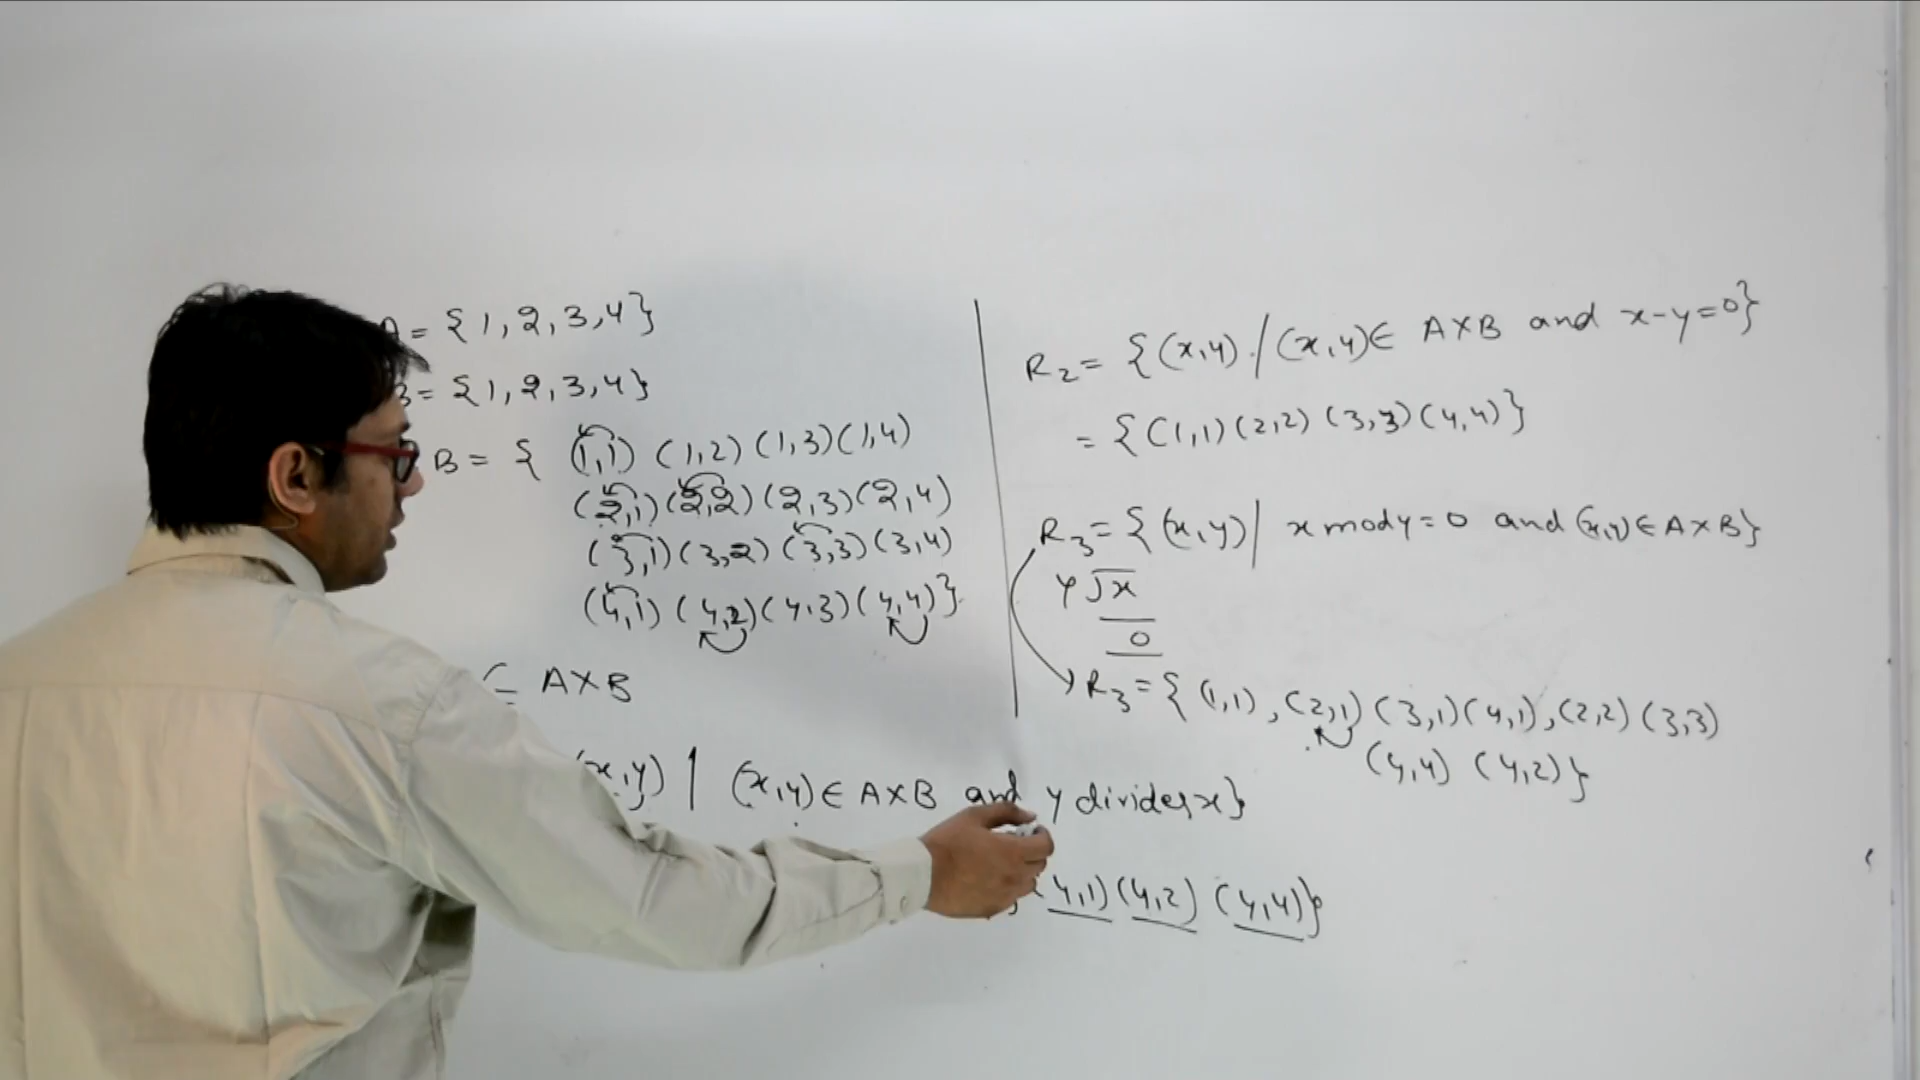 A = {1, 2, 3, 4}
B = {1, 2, 3, 4}
B = { (1,1) (1,2) (1,3) (1,4)
(2,1) (2,2) (2,3) (2,4)
(3,1) (3,2) (3,3) (3,4)
(4,1) (4,2) (4,3) (4,4)}
⊆ A×B
(x,y) | (x,y) ∈ A×B and y divides x}
(4,1) (4,2) (4,4)}
R2 = {(x,y) / (x,y) ∈ A×B and x-y=0}
= {(1,1) (2,2) (3,3) (4,4)}
R3 = {(x,y) | x mod y = 0 and (x,y) ∈ A×B}
y √x
0
R3 = { (1,1), (2,1) (3,1) (4,1), (2,2) (3,3)
(4,4) (4,2)}